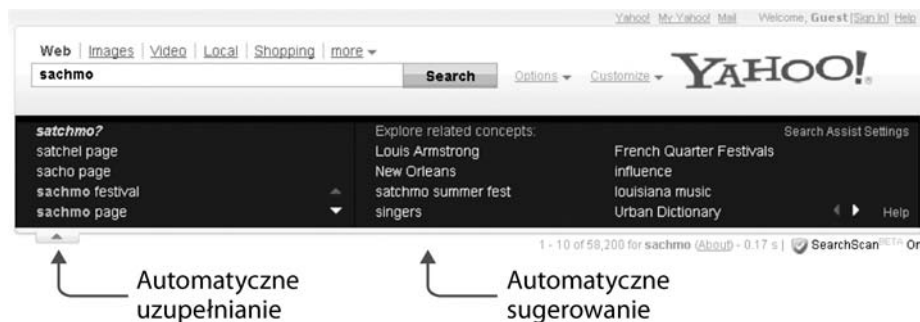 Yahoo! My Yahoo! Mail Welcome, Guest [Sign In] Help
Web Images Video Local Shopping more
sachmo Search Options Customize YAHOO!
satchmo?
satchel page
sacho page
sachmo festival
sachmo page
Explore related concepts:
Louis Armstrong
New Orleans
satchmo summer fest
singers
French Quarter Festivals
influence
louisiana music
Urban Dictionary
Search Assist Settings
Help
1 - 10 of 58,200 for sachmo (About) - 0.17 s | SearchScan BETA On
Automatyczne
uzupełnianie
Automatyczne
sugerowanie